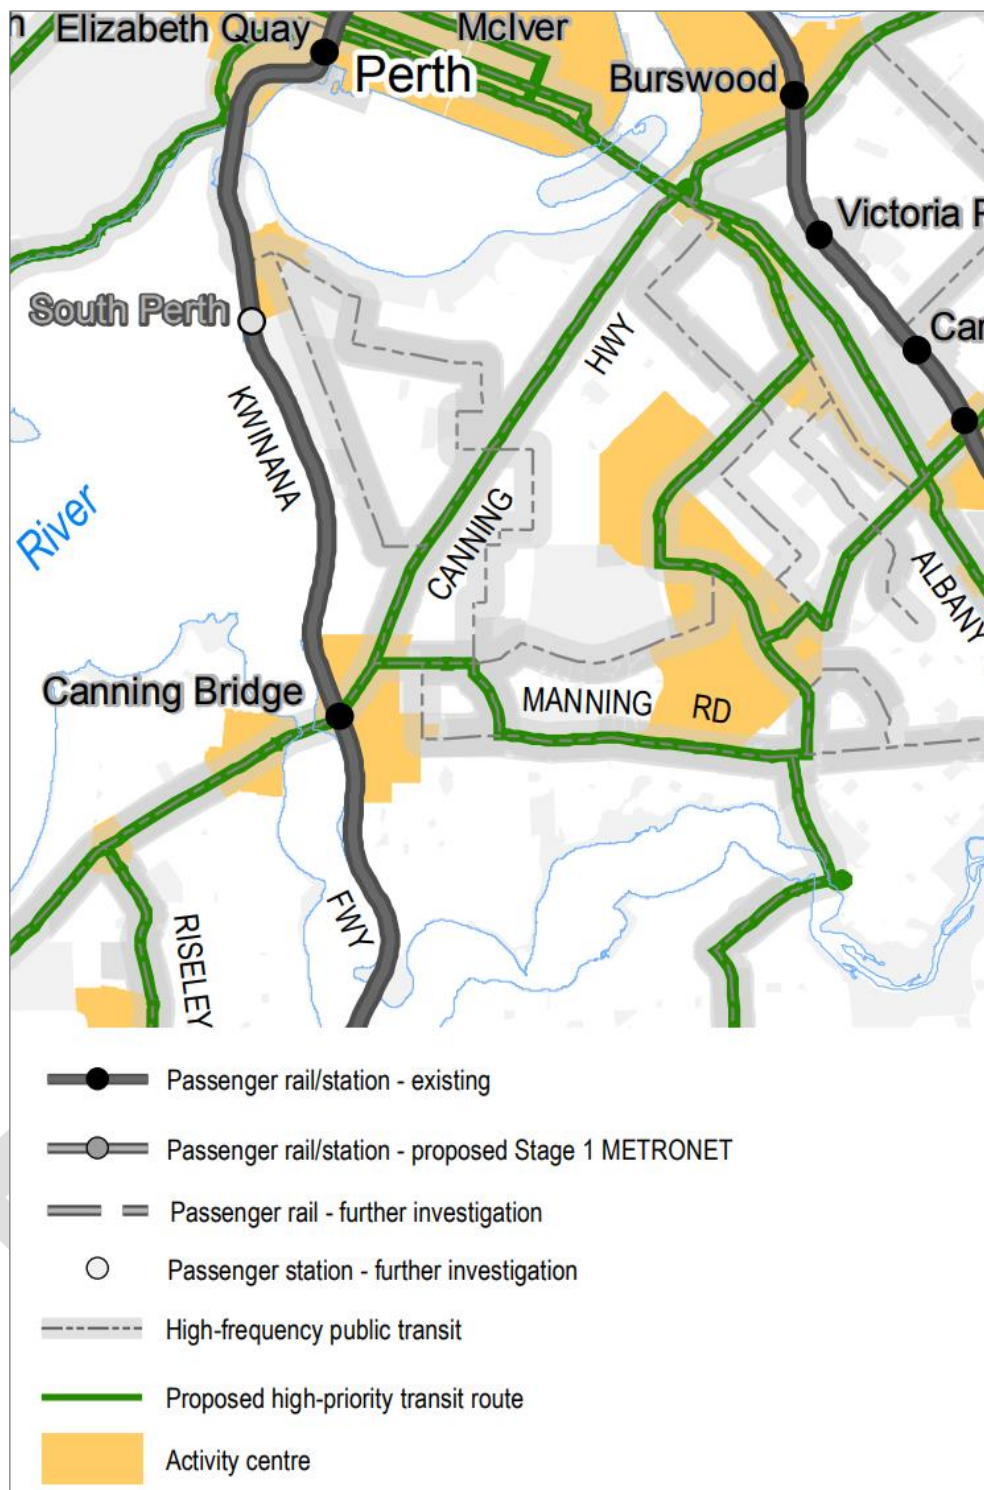 n
Elizabeth Quay
McIver
Perth
Burswood
Victoria P
South Perth
Car
HWY
KWINANA
River
CANNING
ALBANY
Canning Bridge
MANNING RD
FWY
RISELEY
Passenger rail/station - existing
Passenger rail/station - proposed Stage 1 METRONET
Passenger rail - further investigation
Passenger station - further investigation
High-frequency public transit
Proposed high-priority transit route
Activity centre